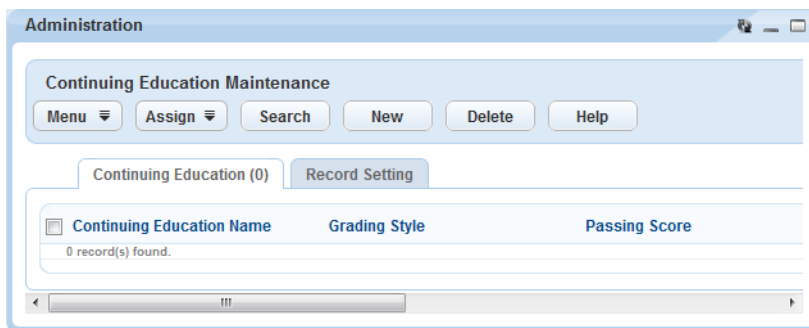 Administration
Continuing Education Maintenance
Menu Assign Search New Delete Help
Continuing Education (0) Record Setting
Continuing Education Name Grading Style Passing Score
0 record(s) found.